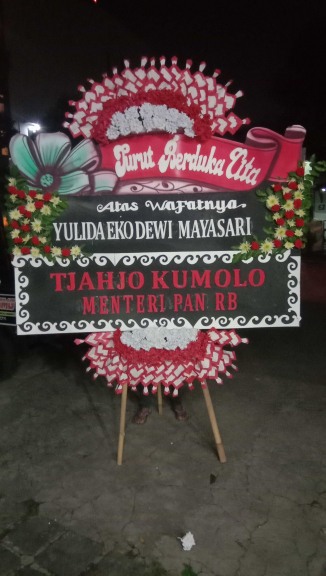 Turut Berduka Cita
Atas Wafatnya
YULIDA EKO DEWI MAYASARI
TJAHJO KUMOLO
MENTERI PAN RB